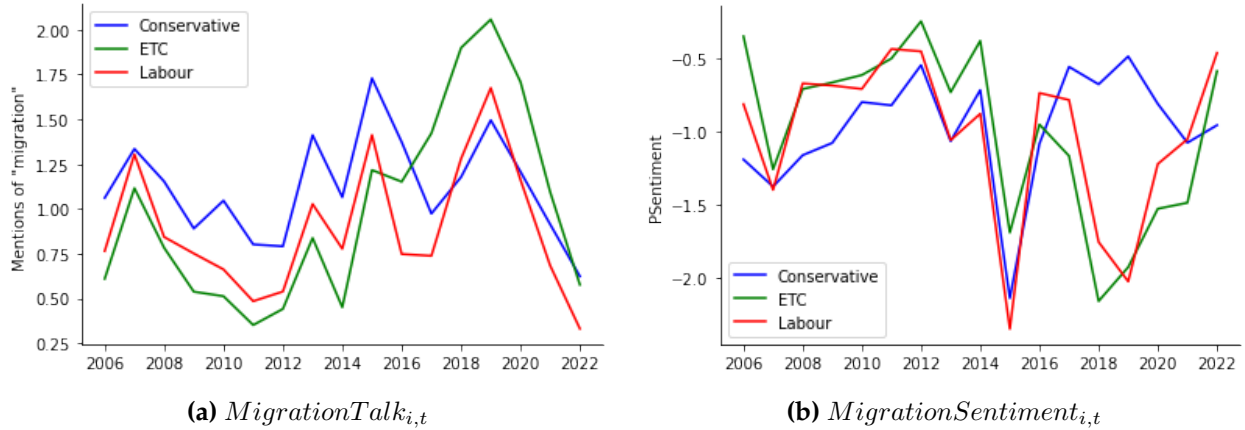 Mentions of "migration"
2.00
1.75
1.50
1.25
1.00
0.75
0.50
0.25
Conservative
ETC
Labour
2006 2008 2010 2012 2014 2016 2018 2020 2022
(a) MigrationTalk_{i,t}
PSentiment
−0.5
−1.0
−1.5
−2.0
Conservative
ETC
Labour
2006 2008 2010 2012 2014 2016 2018 2020 2022
(b) MigrationSentiment_{i,t}